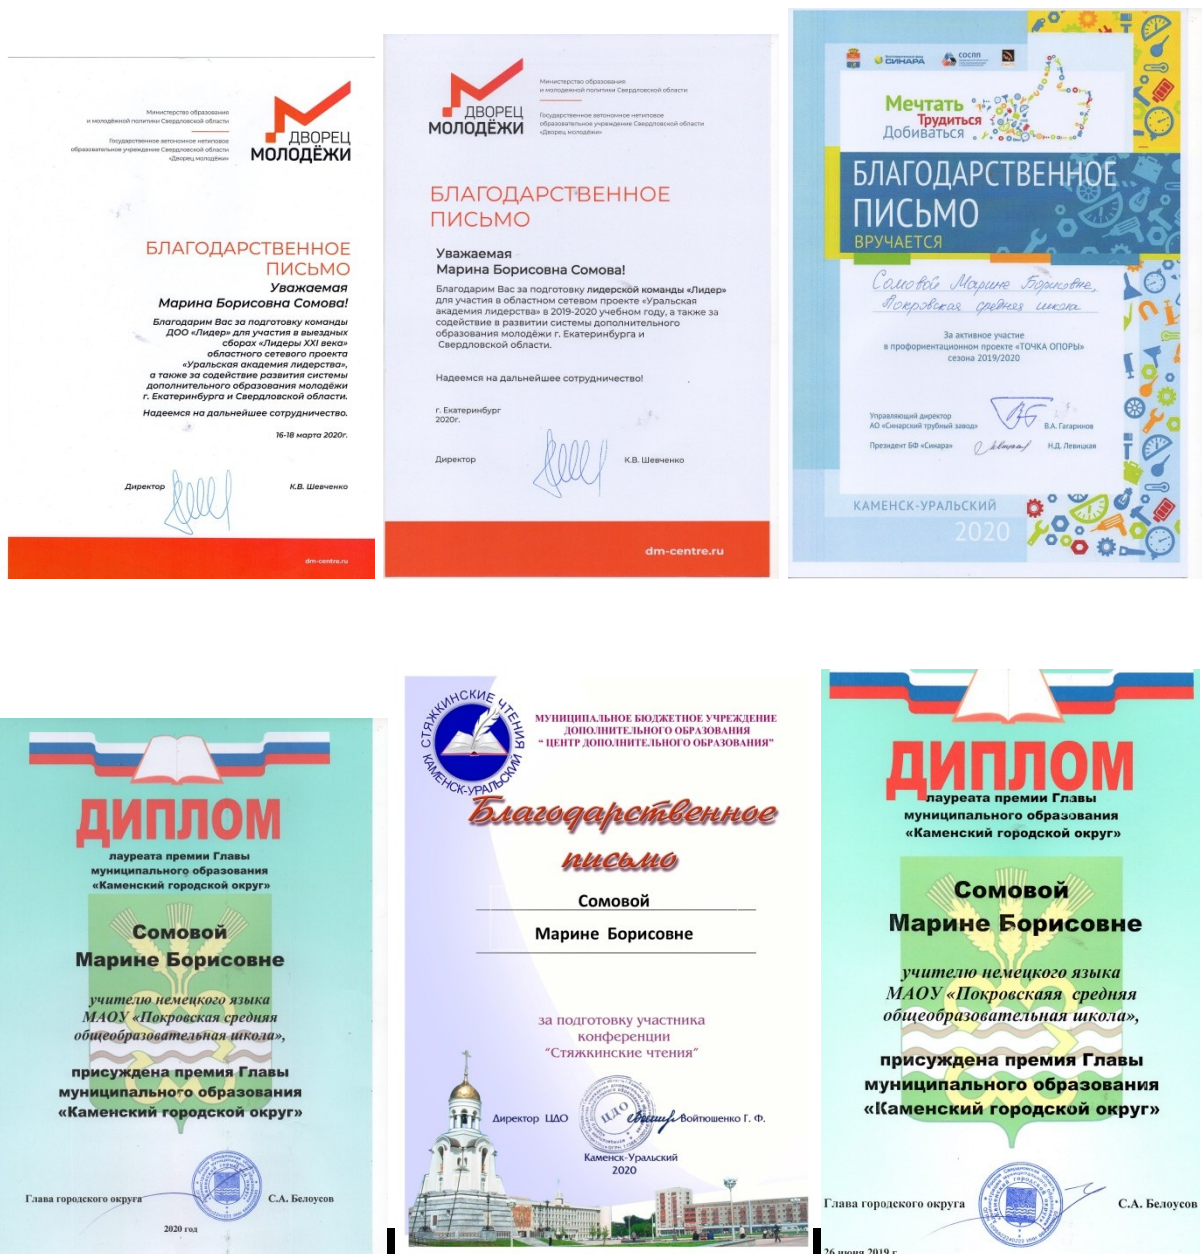 Министерство образования
и молодёжной политики Свердловской области
Государственное автономное нетиповое
образовательное учреждение Свердловской области
«Дворец молодёжи»
ДВОРЕЦ
МОЛОДЁЖИ
БЛАГОДАРСТВЕННОЕ
ПИСЬМО
Уважаемая
Марина Борисовна Сомова!
Благодарим Вас за подготовку команды
ДОО «Лидер» для участия в выездных
сборах «Лидеры XXI века»
областного сетевого проекта
«Уральская академия лидерства»,
а также за содействие развития системы
дополнительного образования молодёжи
г. Екатеринбурга и Свердловской области.
Надеемся на дальнейшее сотрудничество.
16-18 марта 2020г.
Директор
К.В. Шевченко
dm-centre.ru
ДВОРЕЦ
МОЛОДЁЖИ
Министерство образования
и молодежной политики Свердловской области
Государственное автономное нетиповое
образовательное учреждение Свердловской области
«Дворец молодёжи»
БЛАГОДАРСТВЕННОЕ
ПИСЬМО
Уважаемая
Марина Борисовна Сомова!
Благодарим Вас за подготовку лидерской команды «Лидер»
для участия в областном сетевом проекте «Уральская
академия лидерства» в 2019-2020 учебном году, а также за
содействие в развитии системы дополнительного
образования молодёжи г. Екатеринбурга и
Свердловской области.
Надеемся на дальнейшее сотрудничество!
г. Екатеринбург
2020г.
Директор
К.В. Шевченко
dm-centre.ru
СИНАРА
СОСПП
Мечтать
Трудиться
Добиваться
БЛАГОДАРСТВЕННОЕ
ПИСЬМО
ВРУЧАЕТСЯ
Сомовой Марине Борисовне,
Покровская средняя школа
За активное участие
в профориентационном проекте «ТОЧКА ОПОРЫ»
сезона 2019/2020
Управляющий директор
АО «Синарский трубный завод»
В.А. Гагаринов
Президент БФ «Синара»
Н.Д. Левицкая
КАМЕНСК-УРАЛЬСКИЙ
2020
ДИПЛОМ
лауреата премии Главы
муниципального образования
«Каменский городской округ»
Сомовой
Марине Борисовне
учителю немецкого языка
МАОУ «Покровская средняя
общеобразовательная школа»,
присуждена премия Главы
муниципального образования
«Каменский городской округ»
Глава городского округа
С.А. Белоусов
2020 год
СТЯЖКИНСКИЕ ЧТЕНИЯ
КАМЕНСК-УРАЛЬСКИЙ
МУНИЦИПАЛЬНОЕ БЮДЖЕТНОЕ УЧРЕЖДЕНИЕ
ДОПОЛНИТЕЛЬНОГО ОБРАЗОВАНИЯ
“ ЦЕНТР ДОПОЛНИТЕЛЬНОГО ОБРАЗОВАНИЯ”
Благодарственное
письмо
Сомовой
Марине Борисовне
за подготовку участника
конференции
"Стяжкинские чтения"
ЦДО
Директор ЦДО
Войтюшенко Г. Ф.
Каменск-Уральский
2020
ДИПЛОМ
лауреата премии Главы
муниципального образования
«Каменский городской округ»
Сомовой
Марине Борисовне
учителю немецкого языка
МАОУ «Покровскаяя средняя
общеобразовательная школа»,
присуждена премия Главы
муниципального образования
«Каменский городской округ»
Глава городского округа
С.А. Белоусов
26 июня 2019 г.